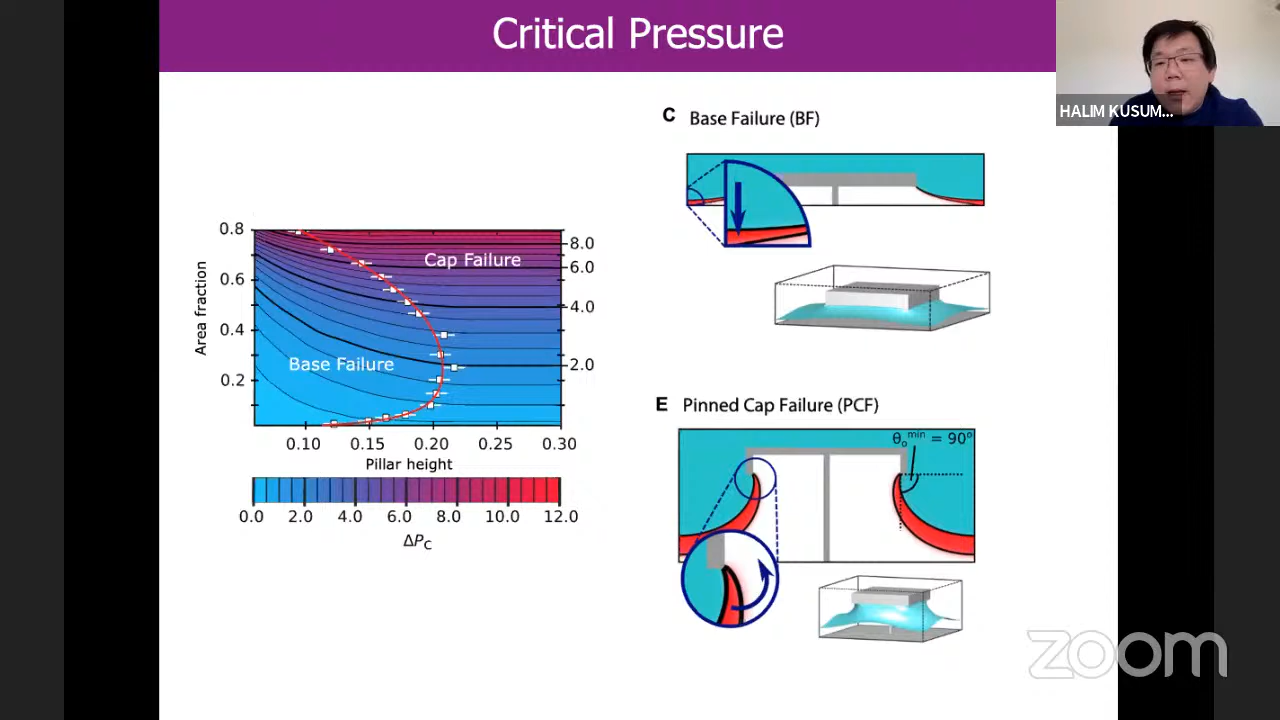 Critical Pressure
HALIM KUSUM...
C Base Failure (BF)
0.8
0.6
0.4
0.2
Area fraction
Cap Failure
Base Failure
8.0
6.0
4.0
2.0
0.10 0.15 0.20 0.25 0.30
Pillar height
0.0 2.0 4.0 6.0 8.0 10.0 12.0
ΔPC
E Pinned Cap Failure (PCF)
θo^min = 90°
zoom